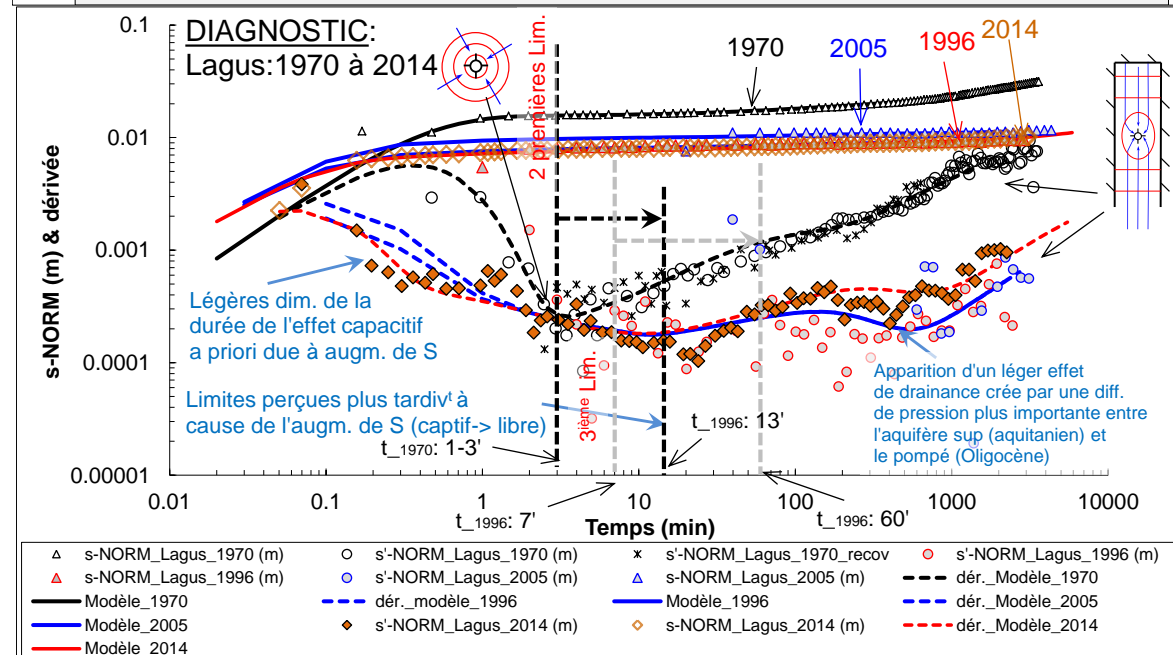 DIAGNOSTIC:
Lagus:1970 à 2014
0.1
0.01
0.001
0.0001
0.00001
s-NORM (m) & dérivée
1970
2005
1996
2014
2 premières Lim.
3ième Lim.
Légères dim. de la
durée de l'effet capacitif
a priori due à augm. de S
Limites perçues plus tardivt à
cause de l'augm. de S (captif-> libre)
t_1970: 1-3'
t_1996: 13'
Apparition d'un léger effet
de drainance crée par une diff.
de pression plus importante entre
l'aquifère sup (aquitanien) et
le pompé (Oligocène)
0.01
0.1
1
10
100
1000
10000
t_1996: 7'
Temps (min)
t_1996: 60'
s-NORM_Lagus_1970 (m)
s'-NORM_Lagus_1970 (m)
s'-NORM_Lagus_1970_recov
s'-NORM_Lagus_1996 (m)
s-NORM_Lagus_1996 (m)
s'-NORM_Lagus_2005 (m)
s-NORM_Lagus_2005 (m)
dér._Modèle_1970
Modèle_1970
dér._modèle_1996
Modèle_1996
dér._Modèle_2005
Modèle_2005
s'-NORM_Lagus_2014 (m)
s-NORM_Lagus_2014 (m)
dér._Modèle_2014
Modèle_2014